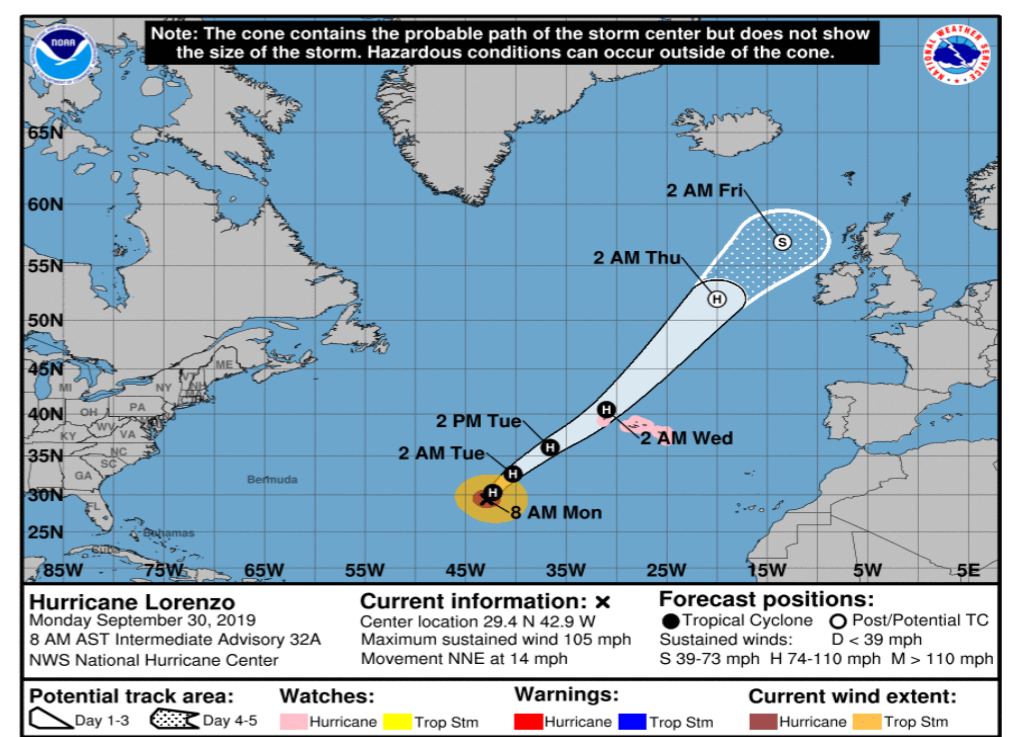 Note: The cone contains the probable path of the storm center but does not show
the size of the storm. Hazardous conditions can occur outside of the cone.
NOAA
NATIONAL WEATHER SERVICE
65N
60N
55N
50N
45N
40N
35N
30N
25N
2 AM Fri
S
2 AM Thu
H
2 AM Wed
H
2 PM Tue
H
2 AM Tue
H
H
8 AM Mon
ME
VT
NH
MI
NY
PA
OH
WV
KY
VA
NC
SC
GA
FL
Bermuda
Bahamas
Cuba
85W 75W 65W 55W 45W 35W 25W 15W 5W 5E
Hurricane Lorenzo
Monday September 30, 2019
8 AM AST Intermediate Advisory 32A
NWS National Hurricane Center
Current information: x
Center location 29.4 N 42.9 W
Maximum sustained wind 105 mph
Movement NNE at 14 mph
Forecast positions:
Tropical Cyclone Post/Potential TC
Sustained winds: D < 39 mph
S 39-73 mph H 74-110 mph M > 110 mph
Potential track area:
Day 1-3 Day 4-5
Watches:
Hurricane Trop Stm
Warnings:
Hurricane Trop Stm
Current wind extent:
Hurricane Trop Stm